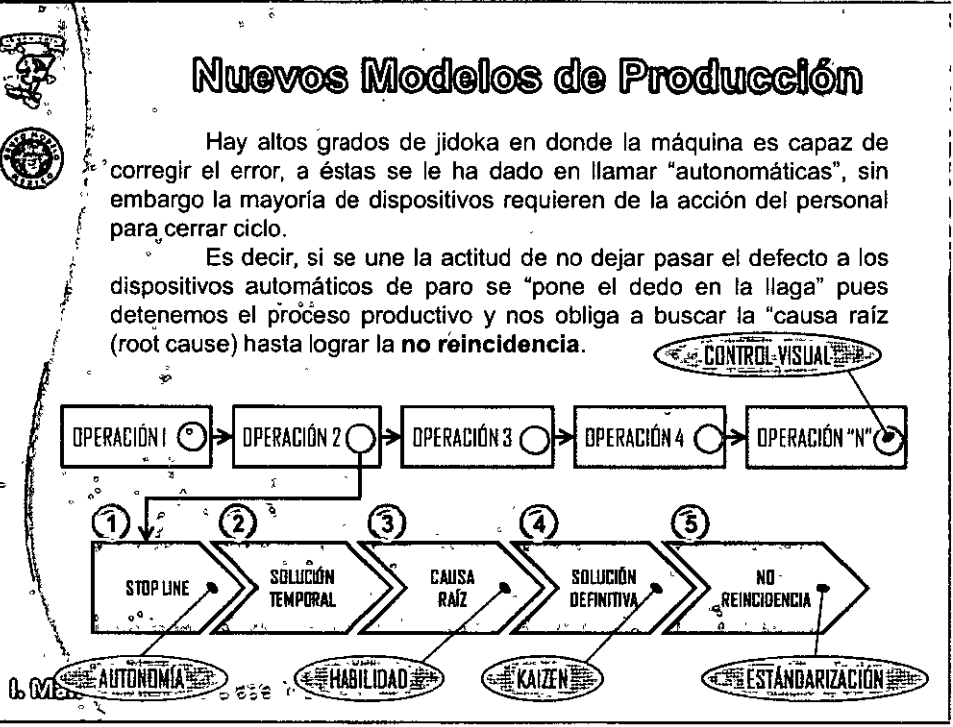 Nuevos Modelos de Producción
GRUPO MODELO
MEXICO
Hay altos grados de jidoka en donde la máquina es capaz de
corregir el error, a éstas se le ha dado en llamar "autonomáticas", sin
embargo la mayoría de dispositivos requieren de la acción del personal
para cerrar ciclo.
Es decir, si se une la actitud de no dejar pasar el defecto a los
dispositivos automáticos de paro se "pone el dedo en la llaga" pues
detenemos el proceso productivo y nos obliga a buscar la "causa raíz
(root cause) hasta lograr la no reincidencia.
CONTROL VISUAL
OPERACIÓN 1
OPERACIÓN 2
OPERACIÓN 3
OPERACIÓN 4
OPERACIÓN "N"
1
2
3
4
5
STOP LINE
SOLUCIÓN
TEMPORAL
CAUSA
RAÍZ
SOLUCIÓN
DEFINITIVA
NO
REINCIDENCIA
AUTONOMÍA
HABILIDAD
KAIZEN
ESTÁNDARIZACIÓN
I.